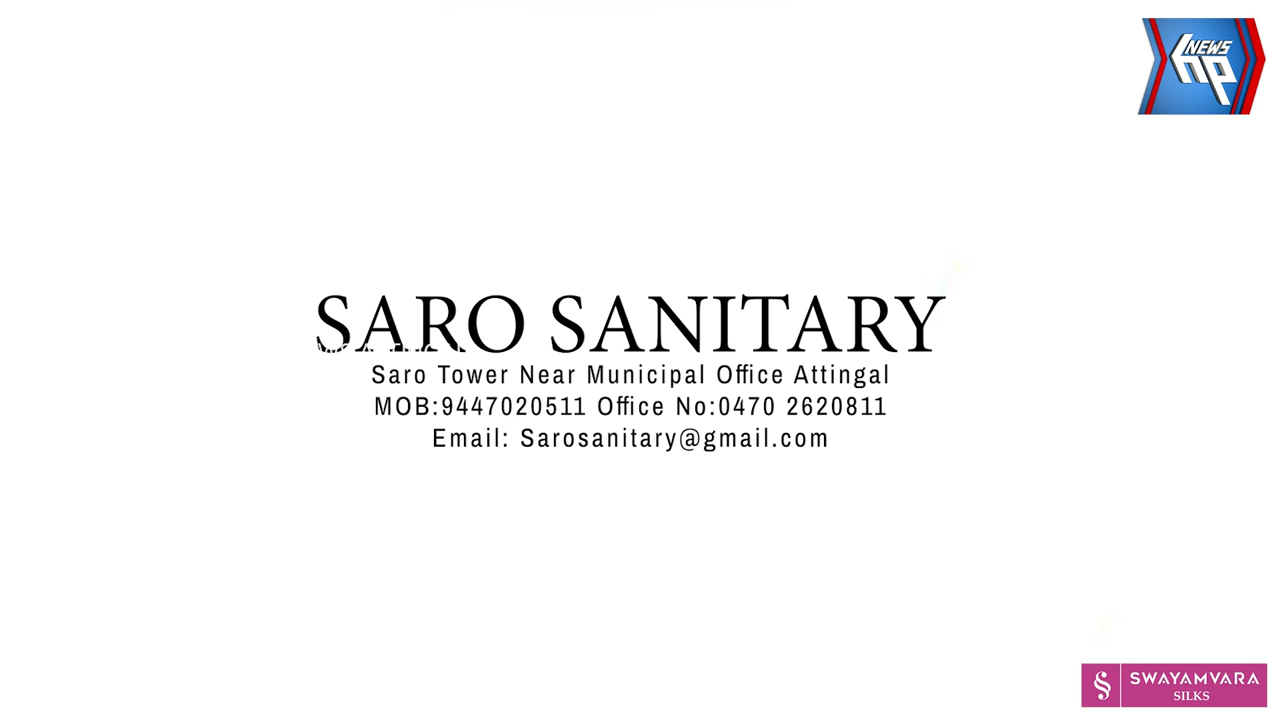 NEWS
hp
SARO SANITARY
Saro Tower Near Municipal Office Attingal
MOB:9447020511 Office No:0470 2620811
Email: Sarosanitary@gmail.com
SWAYAMVARA
SILKS